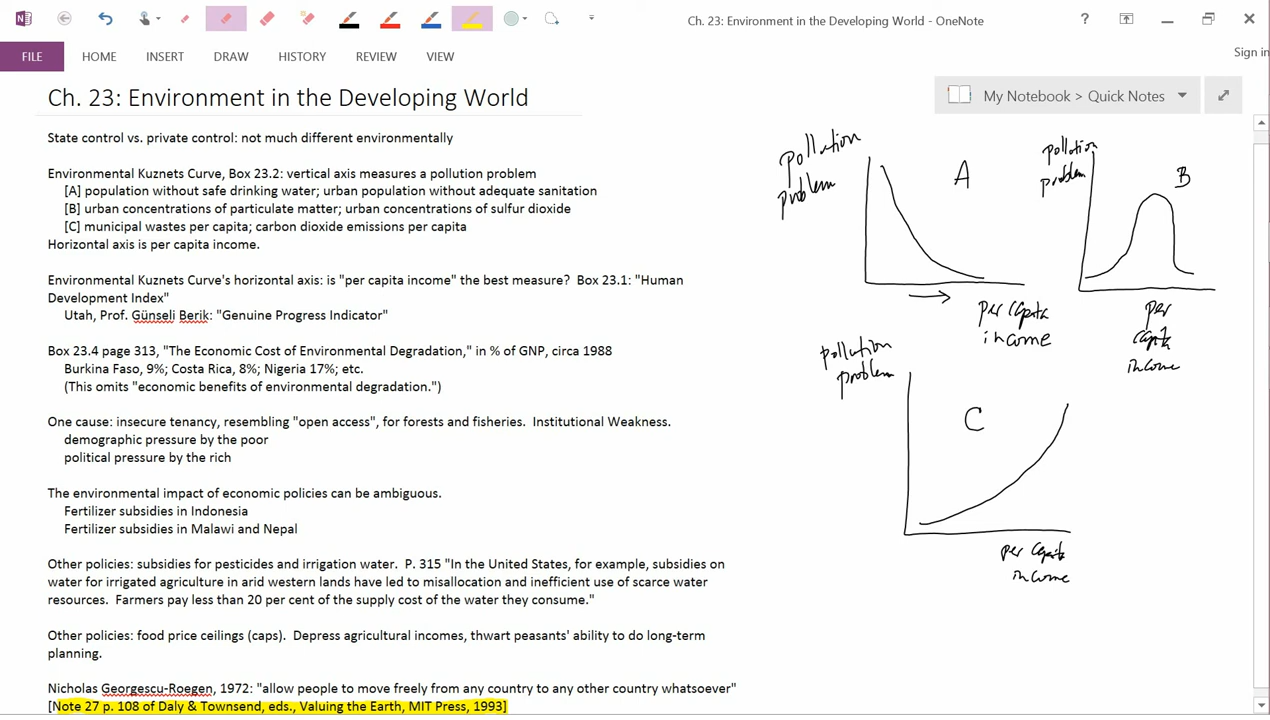 Ch. 23: Environment in the Developing World - OneNote
Sign in
FILE HOME INSERT DRAW HISTORY REVIEW VIEW
Ch. 23: Environment in the Developing World
My Notebook > Quick Notes
State control vs. private control: not much different environmentally
Environmental Kuznets Curve, Box 23.2: vertical axis measures a pollution problem
[A] population without safe drinking water; urban population without adequate sanitation
[B] urban concentrations of particulate matter; urban concentrations of sulfur dioxide
[C] municipal wastes per capita; carbon dioxide emissions per capita
Horizontal axis is per capita income.
Environmental Kuznets Curve's horizontal axis: is "per capita income" the best measure? Box 23.1: "Human
Development Index"
Utah, Prof. Günseli Berik: "Genuine Progress Indicator"
Box 23.4 page 313, "The Economic Cost of Environmental Degradation," in % of GNP, circa 1988
Burkina Faso, 9%; Costa Rica, 8%; Nigeria 17%; etc.
(This omits "economic benefits of environmental degradation.")
One cause: insecure tenancy, resembling "open access", for forests and fisheries. Institutional Weakness.
demographic pressure by the poor
political pressure by the rich
The environmental impact of economic policies can be ambiguous.
Fertilizer subsidies in Indonesia
Fertilizer subsidies in Malawi and Nepal
Other policies: subsidies for pesticides and irrigation water. P. 315 "In the United States, for example, subsidies on
water for irrigated agriculture in arid western lands have led to misallocation and inefficient use of scarce water
resources. Farmers pay less than 20 per cent of the supply cost of the water they consume."
Other policies: food price ceilings (caps). Depress agricultural incomes, thwart peasants' ability to do long-term
planning.
Nicholas Georgescu-Roegen, 1972: "allow people to move freely from any country to any other country whatsoever"
[Note 27 p. 108 of Daly & Townsend, eds., Valuing the Earth, MIT Press, 1993]
pollution
problem
A
per capita
income
pollution
problem
B
per
capita
income
pollution
problem
C
per capita
income